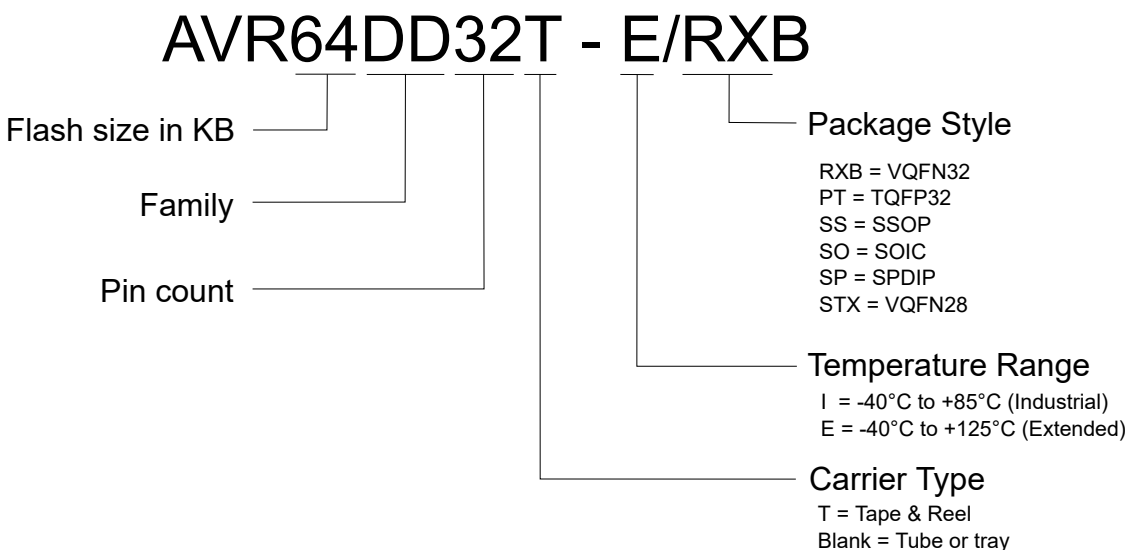 AVR64DD32T - E/RXB
Flash size in KB
Family
Pin count
Package Style
RXB = VQFN32
PT = TQFP32
SS = SSOP
SO = SOIC
SP = SPDIP
STX = VQFN28
Temperature Range
I = -40°C to +85°C (Industrial)
E = -40°C to +125°C (Extended)
Carrier Type
T = Tape & Reel
Blank = Tube or tray